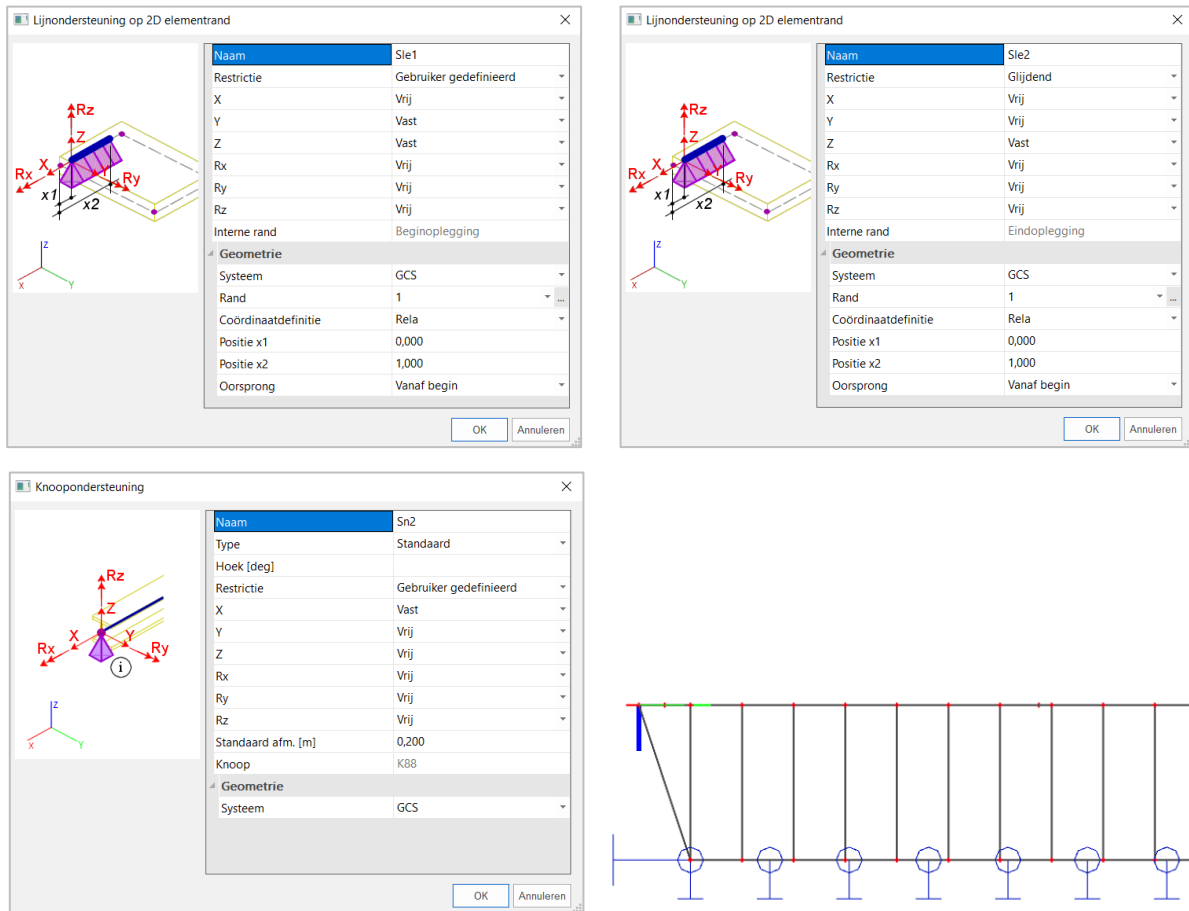 Lijnondersteuning op 2D elementrand
Naam Sle1
Restrictie Gebruiker gedefinieerd
X Vrij
Y Vast
Z Vast
Rx Vrij
Ry Vrij
Rz Vrij
Interne rand Beginoplegging
Geometrie
Systeem GCS
Rand 1 ...
Coördinaatdefinitie Rela
Positie x1 0,000
Positie x2 1,000
Oorsprong Vanaf begin
Rz
Z
X
Rx
Y
Ry
x1
x2
z
x
Y
OK Annuleren
Lijnondersteuning op 2D elementrand
Naam Sle2
Restrictie Glijdend
X Vrij
Y Vrij
Z Vast
Rx Vrij
Ry Vrij
Rz Vrij
Interne rand Eindoplegging
Geometrie
Systeem GCS
Rand 1 ...
Coördinaatdefinitie Rela
Positie x1 0,000
Positie x2 1,000
Oorsprong Vanaf begin
Rz
Z
X
Rx
Y
Ry
x1
x2
z
x
Y
OK Annuleren
Knoopondersteuning
Naam Sn2
Type Standaard
Hoek [deg]
Restrictie Gebruiker gedefinieerd
X Vast
Y Vrij
Z Vrij
Rx Vrij
Ry Vrij
Rz Vrij
Standaard afm. [m] 0,200
Knoop K88
Geometrie
Systeem GCS
Rz
Z
X
Rx
Y
Ry
i
z
x
Y
OK Annuleren